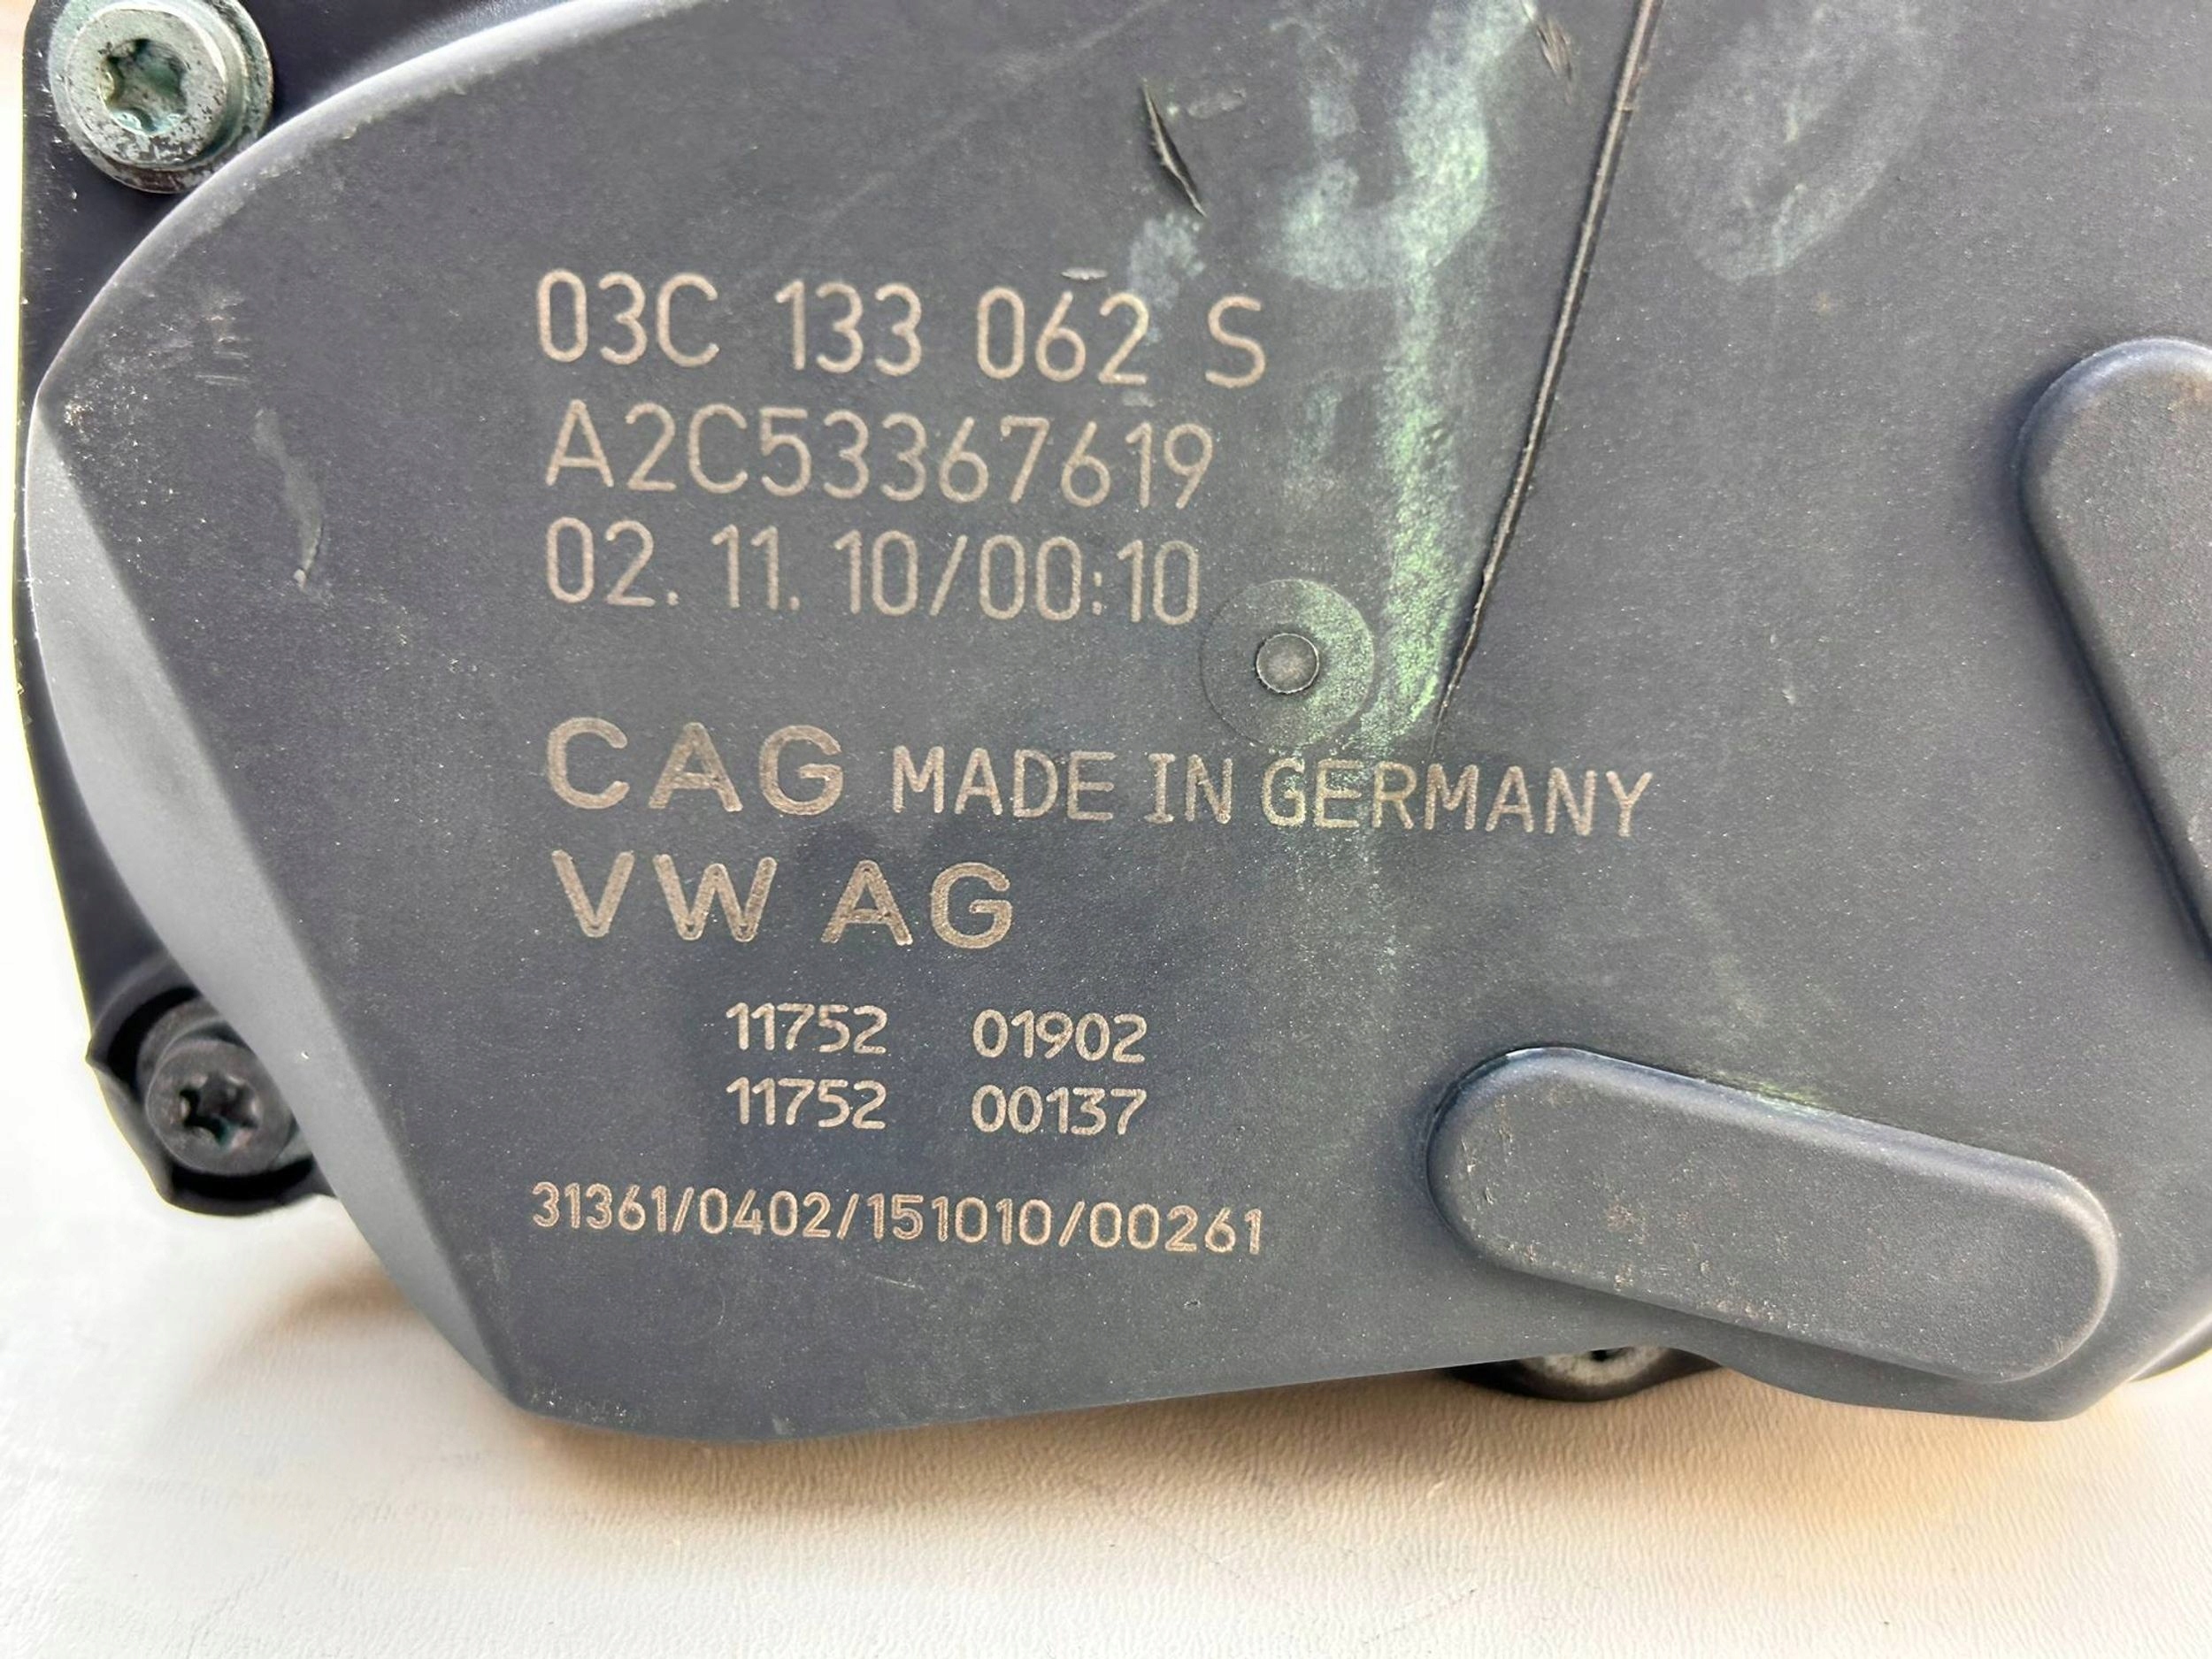 03C 133 062 S
A2C53367619
02.11.10/00:10
CAG MADE IN GERMANY
VW AG
11752 01902
11752 00137
31361/0402/151010/00261